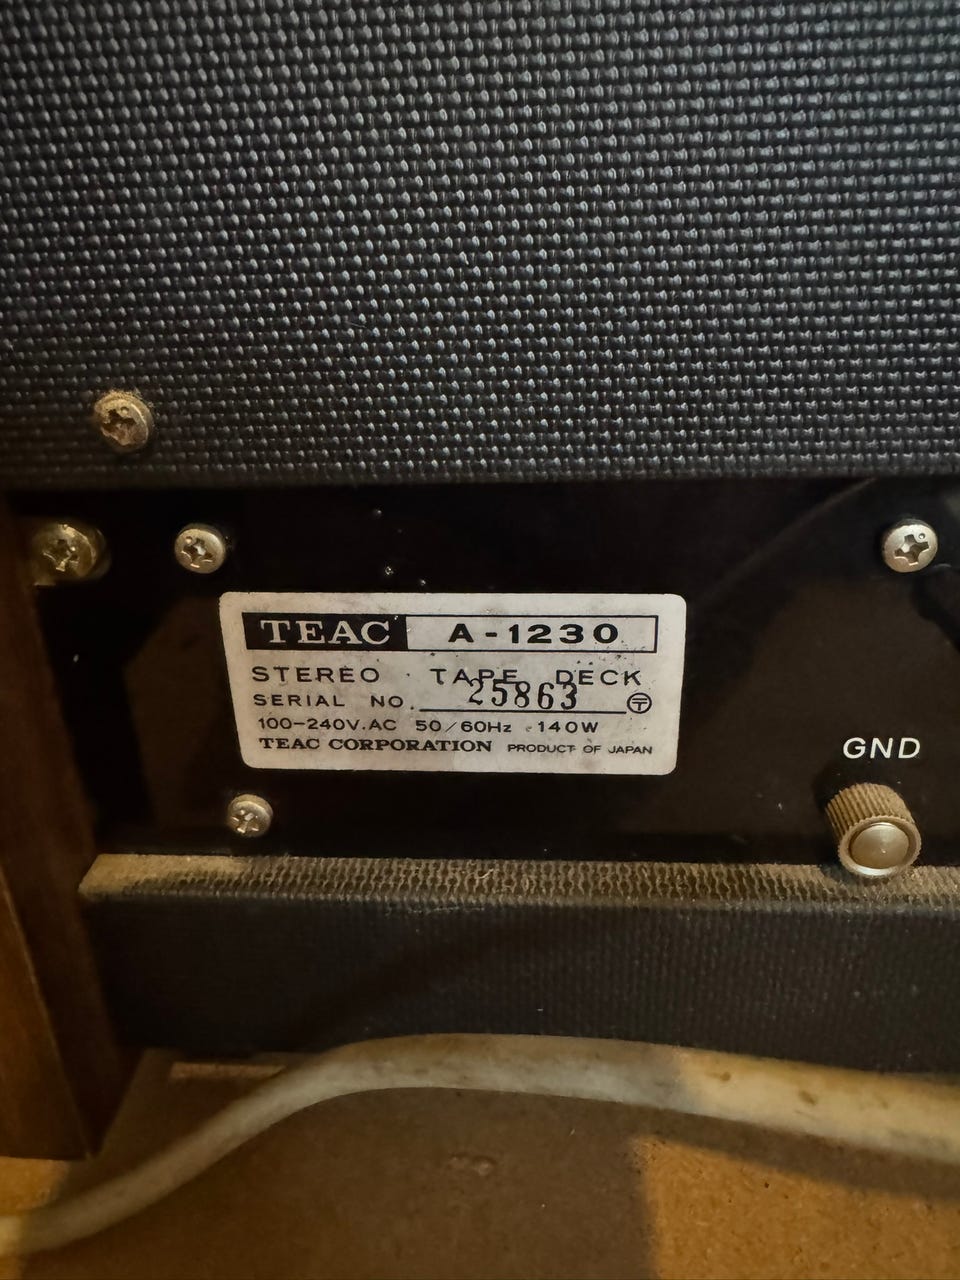 TEAC A-1230
STEREO TAPE DECK
SERIAL NO. 25863 〒
100-240V.AC 50/60Hz 140W
TEAC CORPORATION PRODUCT OF JAPAN
GND